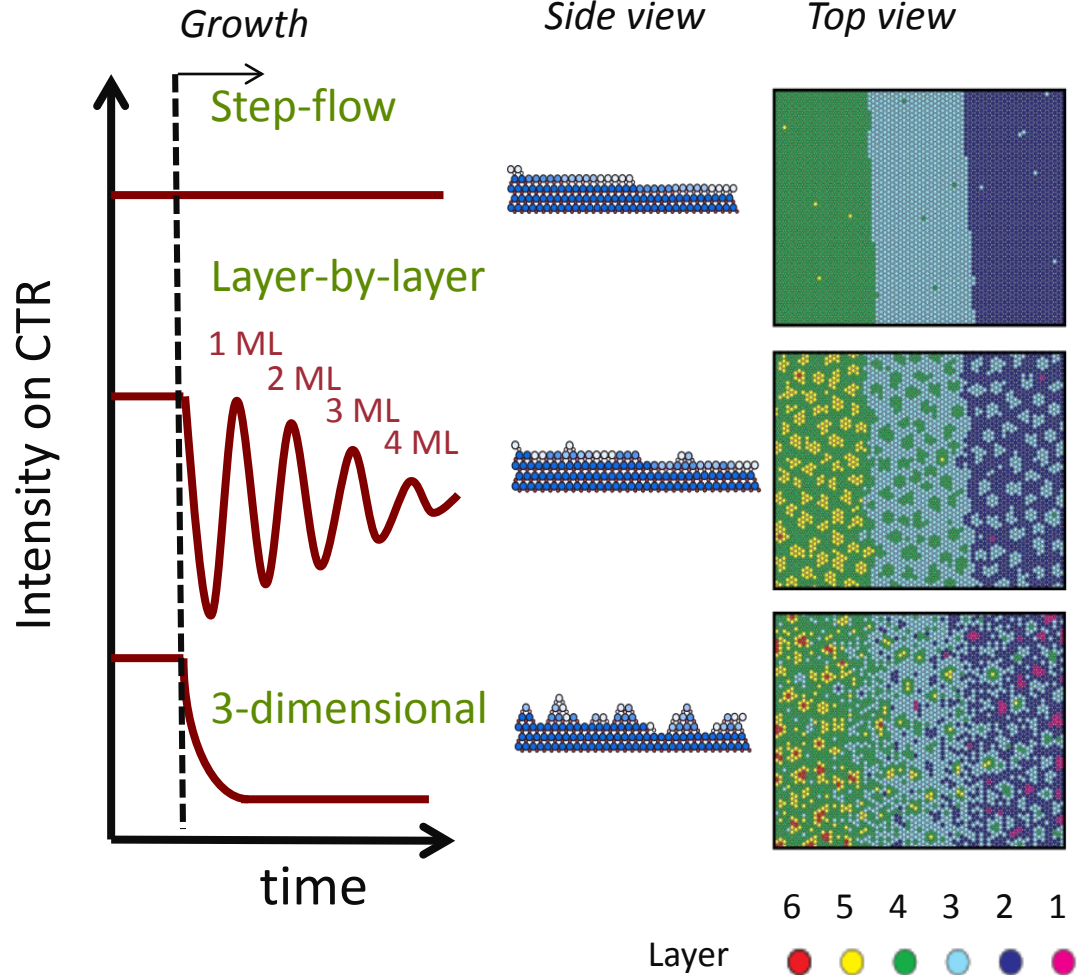 Growth
Side view
Top view
Step-flow
Layer-by-layer
1 ML
2 ML
3 ML
4 ML
3-dimensional
Intensity on CTR
time
6 5 4 3 2 1
Layer